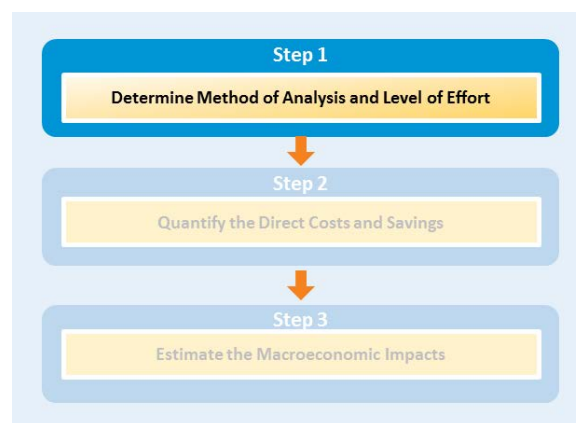 Step 1
Determine Method of Analysis and Level of Effort
Step 2
Quantify the Direct Costs and Savings
Step 3
Estimate the Macroeconomic Impacts